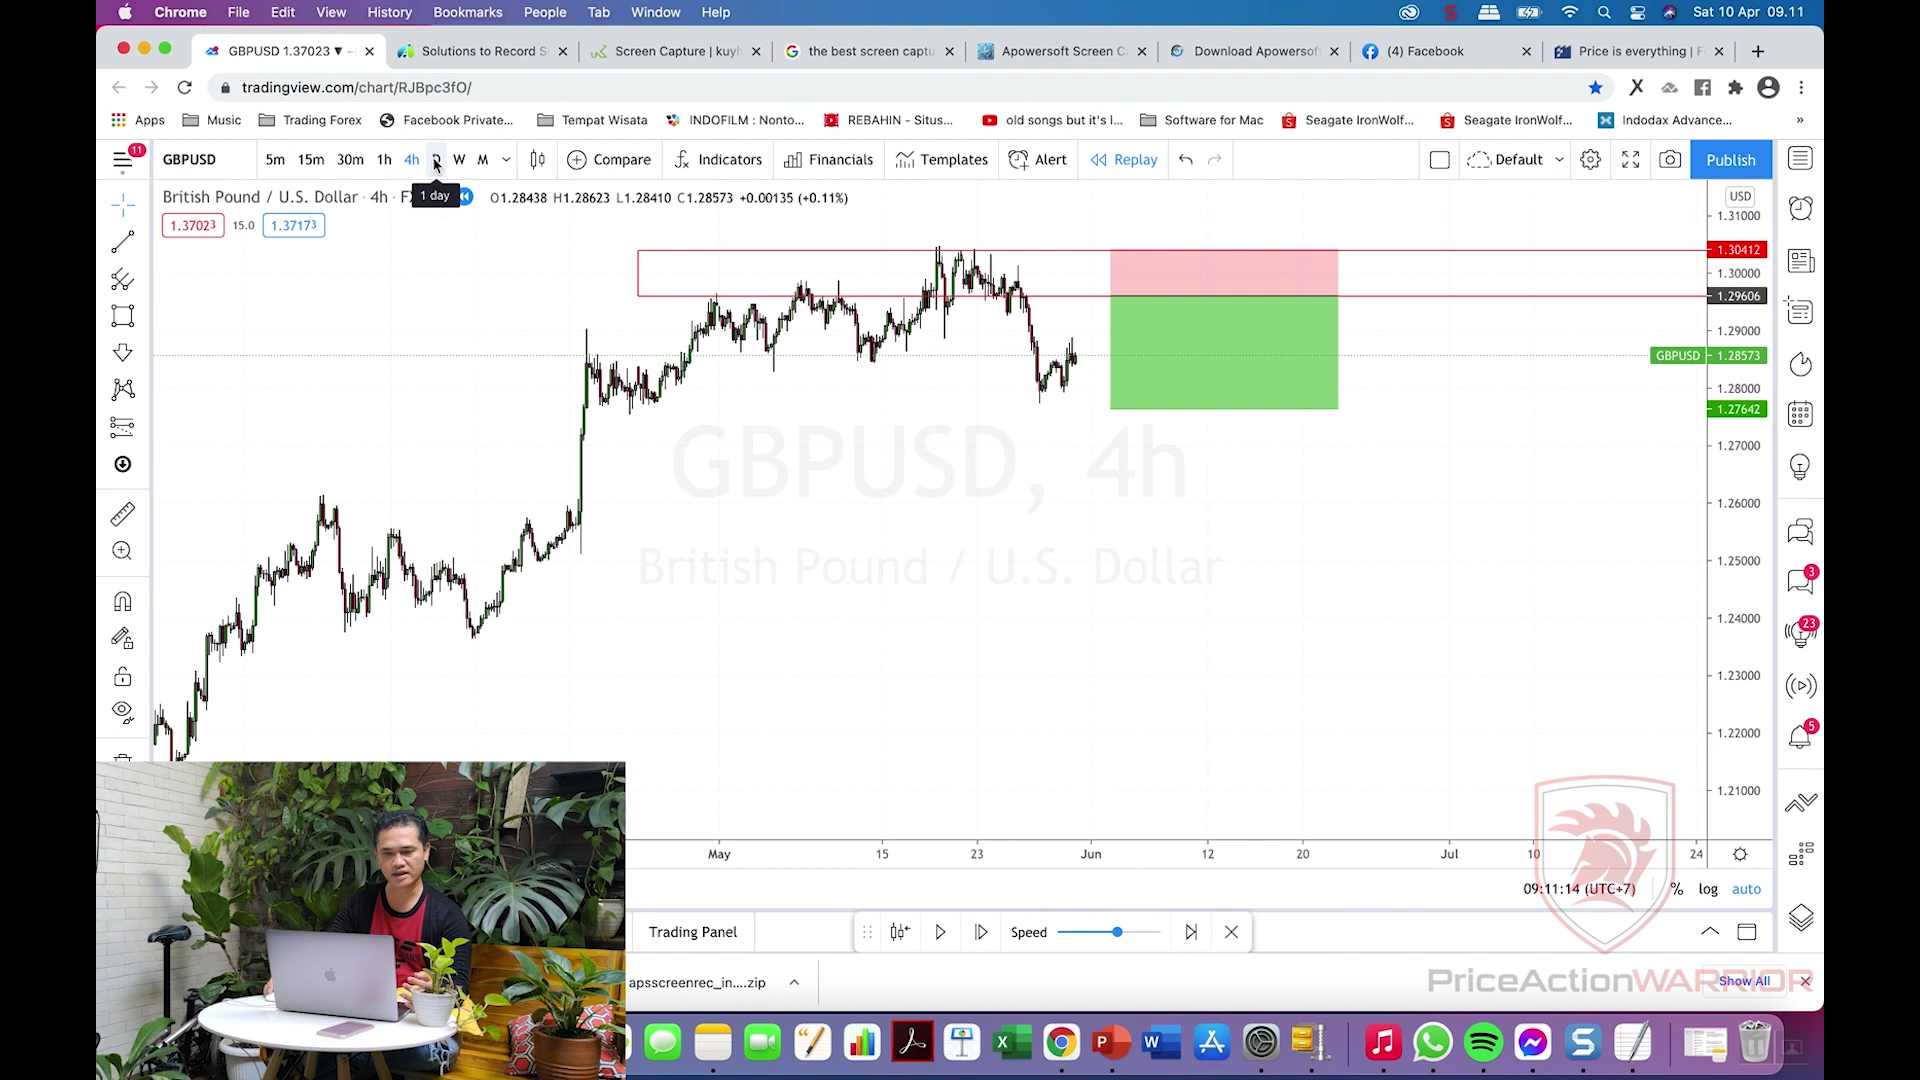 Chrome File Edit View History Bookmarks People Tab Window Help Sat 10 Apr 09.11
GBPUSD 1.37023 ▼ Solutions to Record S Screen Capture | kuyh the best screen captu Apowersoft Screen C Download Apowersof (4) Facebook Price is everything | F
tradingview.com/chart/RJBpc3fO/
Apps Music Trading Forex Facebook Private... Tempat Wisata INDOFILM : Nonto... REBAHIN - Situs... old songs but it's l... Software for Mac Seagate IronWolf... Seagate IronWolf... Indodax Advance... »
11
GBPUSD 5m 15m 30m 1h 4h D W M Compare Indicators Financials Templates Alert Replay Default Publish
1 day
British Pound / U.S. Dollar · 4h · O1.28438 H1.28623 L1.28410 C1.28573 +0.00135 (+0.11%)
1.37023 15.0 1.37173
USD
1.31000
1.30412
1.30000
1.29606
1.29000
GBPUSD 1.28573
1.28000
1.27642
1.27000
1.26000
1.25000
1.24000
1.23000
1.22000
1.21000
GBPUSD, 4h
British Pound / U.S. Dollar
3
23
5
May 15 23 Jun 12 20 Jul 10 24
09:11:14 (UTC+7) % log auto
Trading Panel Speed
apsscreenrec_in....zip
PriceActionWARRIOR
Show All